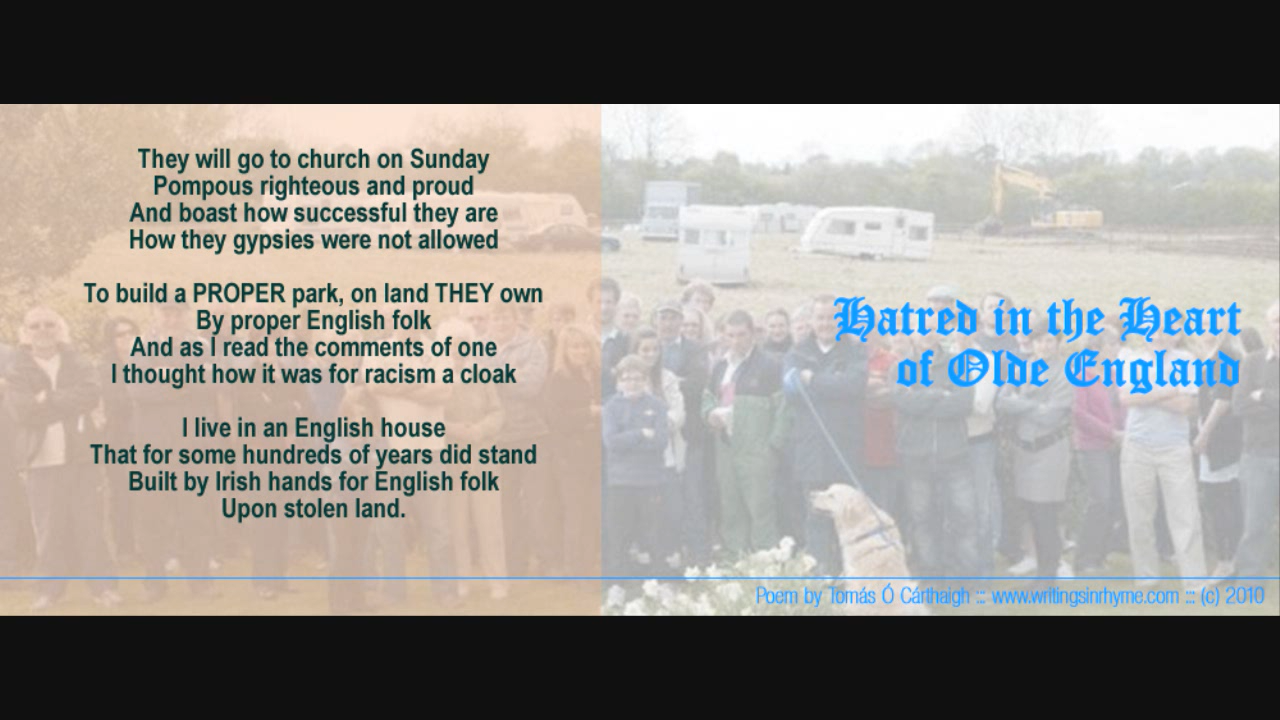 They will go to church on Sunday
Pompous righteous and proud
And boast how successful they are
How they gypsies were not allowed
To build a PROPER park, on land THEY own
By proper English folk
And as I read the comments of one
I thought how it was for racism a cloak
I live in an English house
That for some hundreds of years did stand
Built by Irish hands for English folk
Upon stolen land.
Hatred in the Heart
of Olde England
Poem by Tomás Ó Cárthaigh ::: www.writingsinrhyme.com ::: (c) 2010